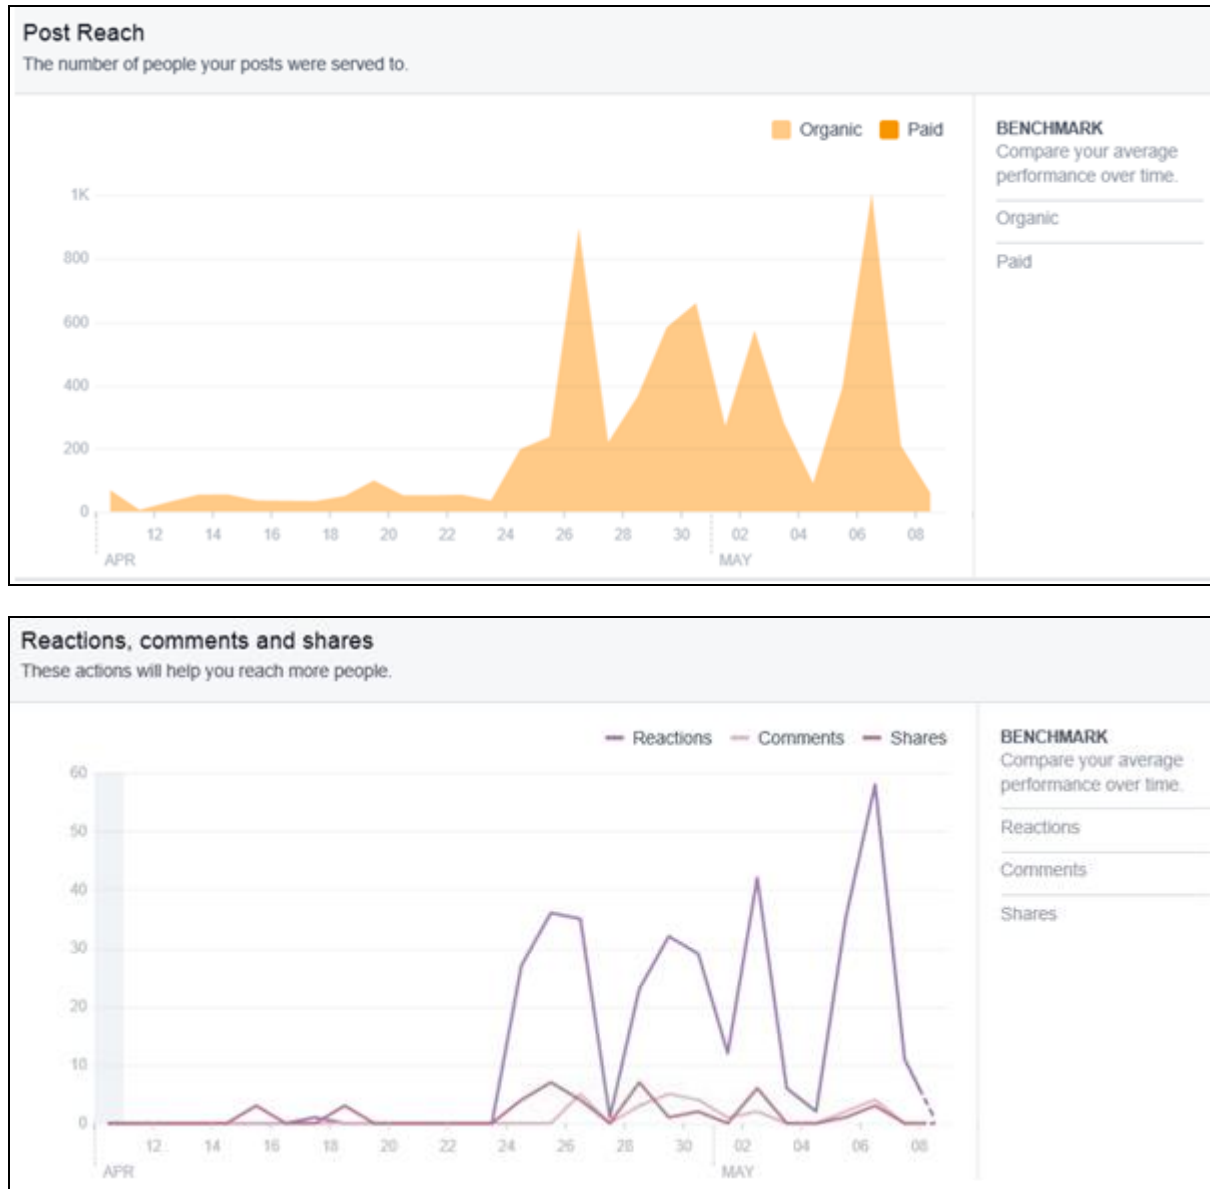 Post Reach
The number of people your posts were served to.
Organic Paid
BENCHMARK
Compare your average
performance over time.
Organic
Paid
1K
800
600
400
200
0
12 14 16 18 20 22 24 26 28 30 02 04 06 08
APR MAY
Reactions, comments and shares
These actions will help you reach more people.
Reactions Comments Shares
BENCHMARK
Compare your average
performance over time.
Reactions
Comments
Shares
60
50
40
30
20
10
0
12 14 16 18 20 22 24 26 28 30 02 04 06 08
APR MAY